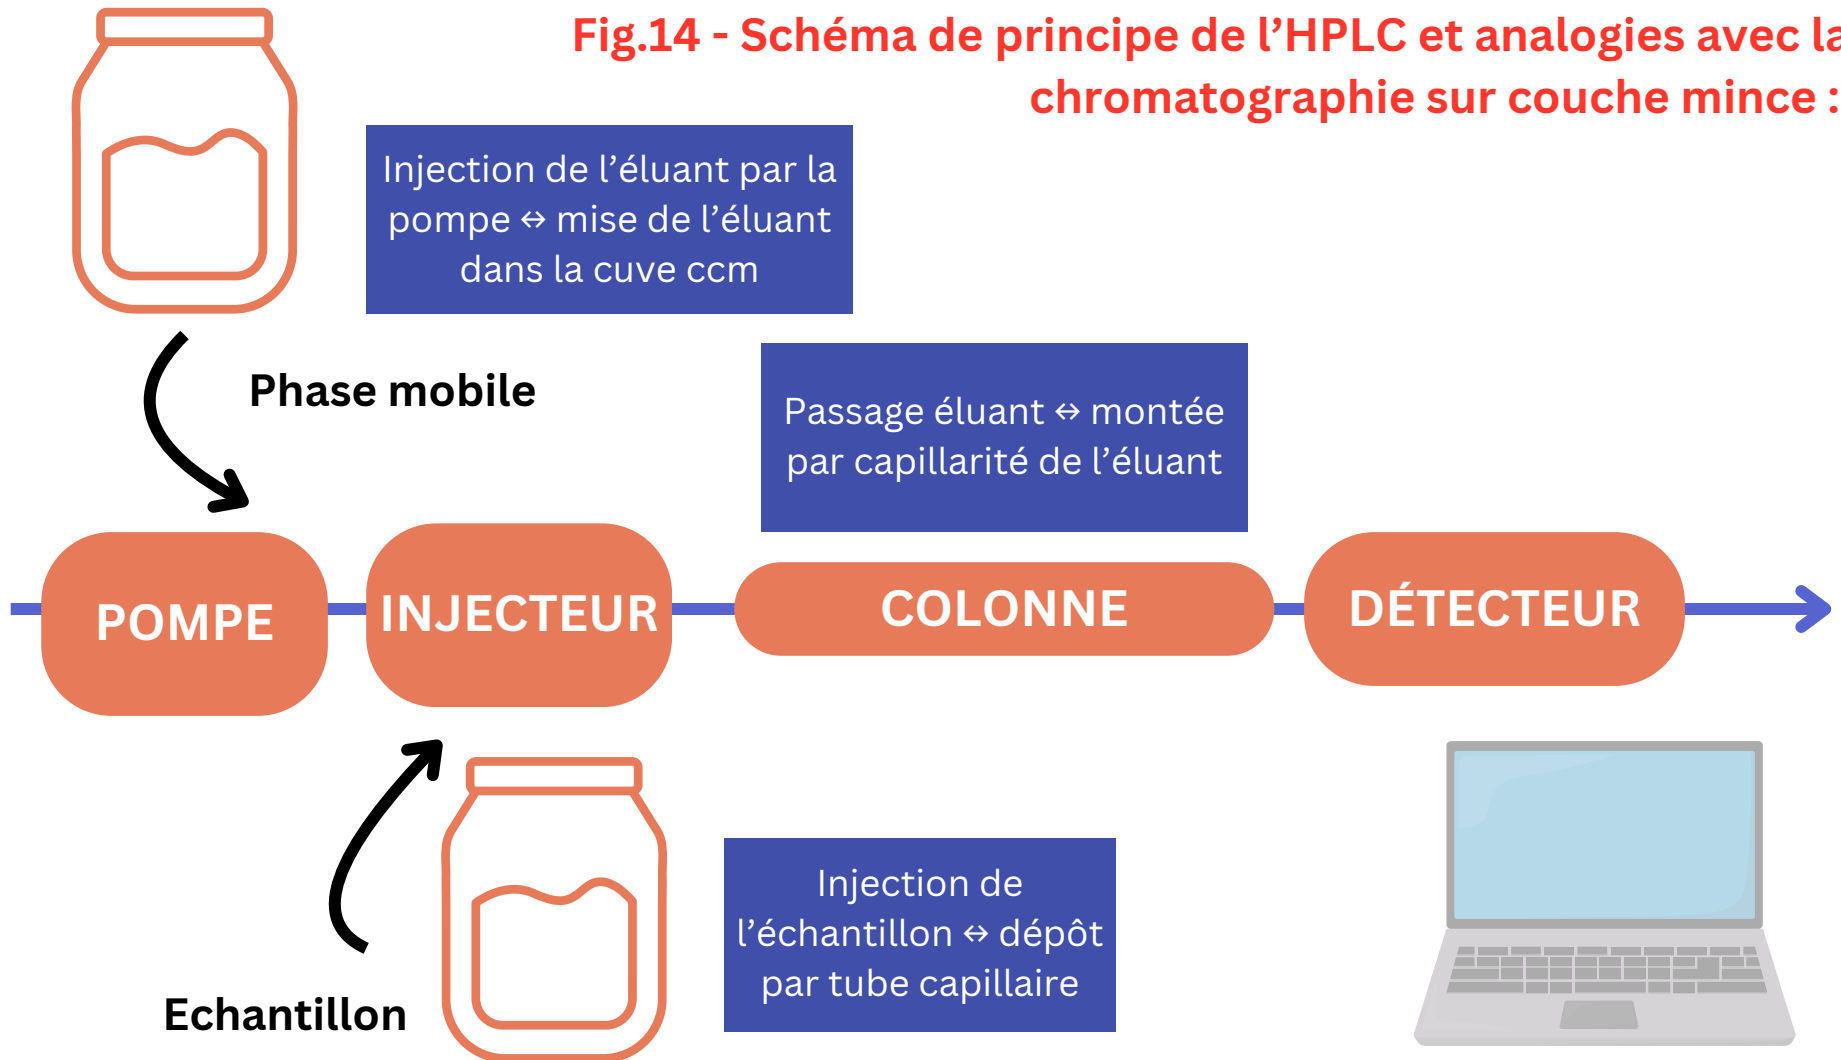 Fig.14 - Schéma de principe de l’HPLC et analogies avec la
chromatographie sur couche mince :
Injection de l’éluant par la
pompe ↔ mise de l’éluant
dans la cuve ccm
Phase mobile
Passage éluant ↔ montée
par capillarité de l’éluant
POMPE
INJECTEUR
COLONNE
DÉTECTEUR
Injection de
l’échantillon ↔ dépôt
par tube capillaire
Echantillon